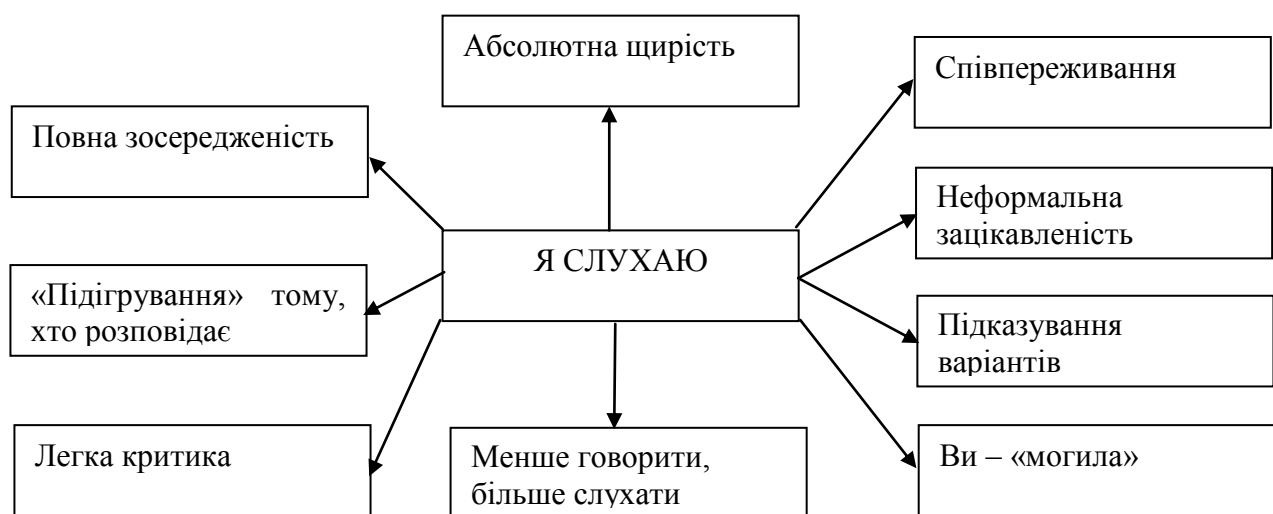 Абсолютна щирість
Співпереживання
Повна зосередженість
Неформальна
зацікавленість
Я СЛУХАЮ
«Підігрування» тому,
хто розповідає
Підказування
варіантів
Легка критика
Менше говорити,
більше слухати
Ви – «могила»